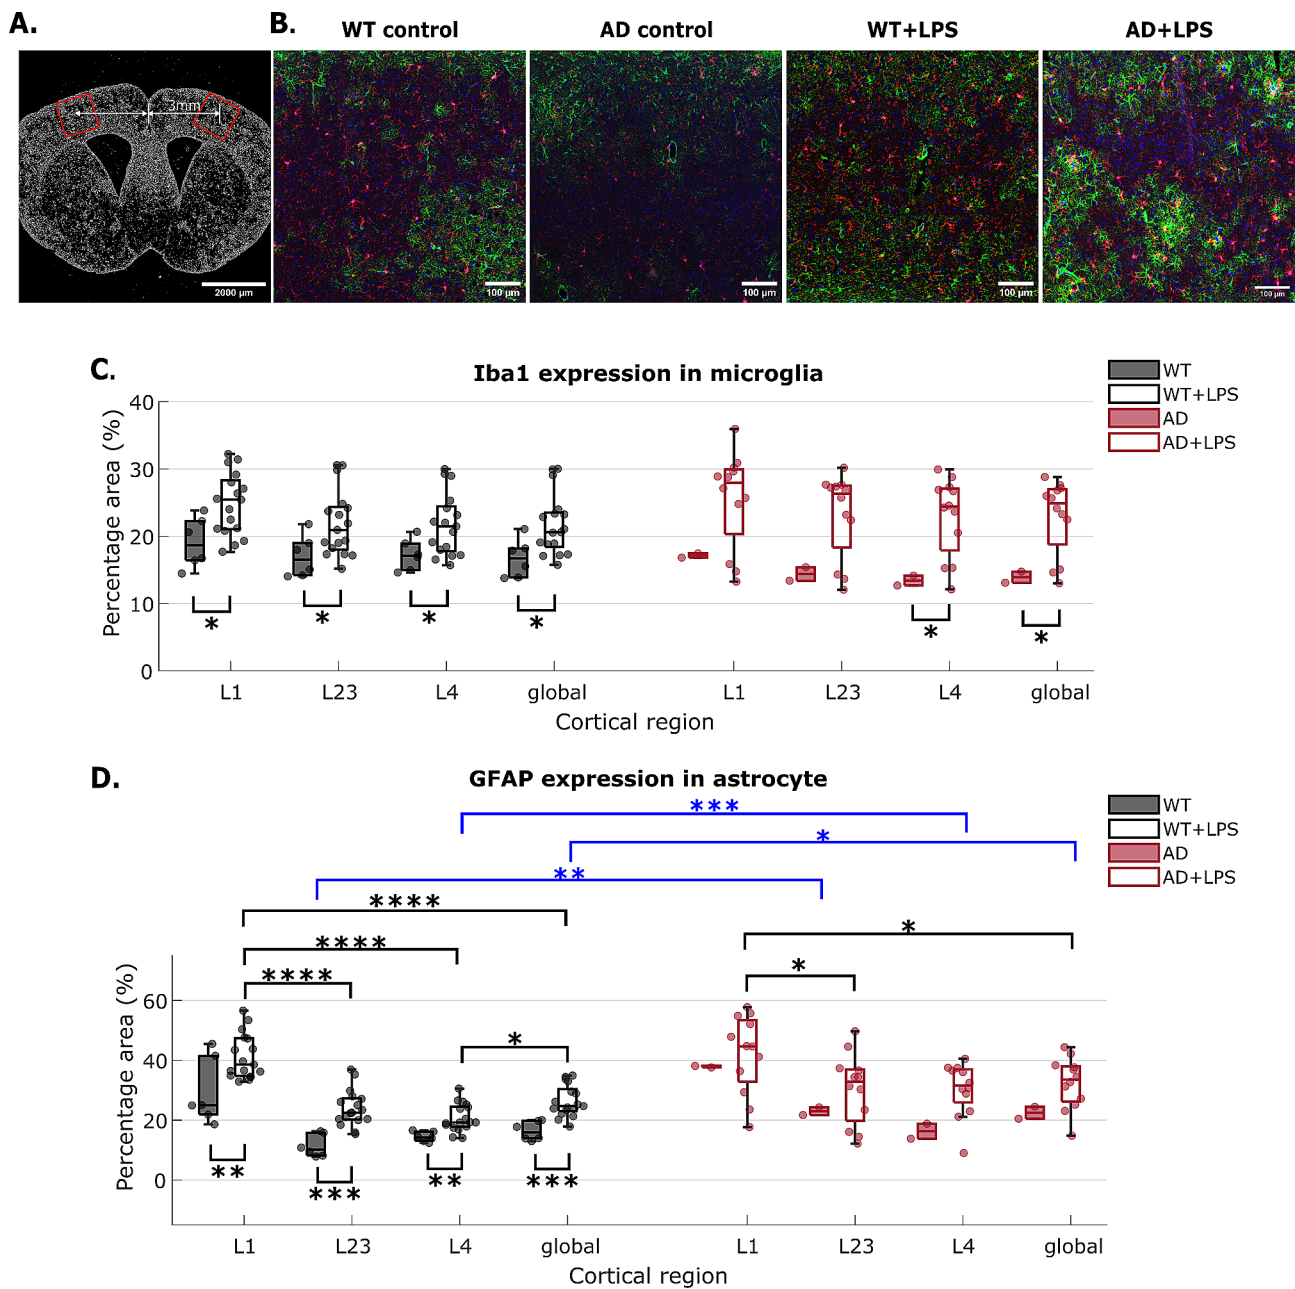 A.
B.
WT control
AD control
WT+LPS
AD+LPS
3mm
2000 µm
100 µm
100 µm
100 µm
100 µm
C.
Iba1 expression in microglia
WT
WT+LPS
AD
AD+LPS
Percentage area (%)
40
30
20
10
0
*
*
*
*
*
*
L1
L23
L4
global
L1
L23
L4
global
Cortical region
D.
GFAP expression in astrocyte
WT
WT+LPS
AD
AD+LPS
***
*
**
****
****
****
*
*
*
Percentage area (%)
60
40
20
0
**
***
**
***
L1
L23
L4
global
L1
L23
L4
global
Cortical region